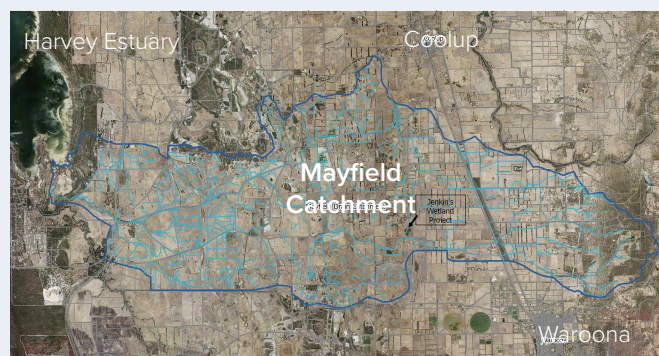 Harvey Estuary
Coolup
Mayfield
Catchment
Jenkin's
Wetland
Project
Waroona